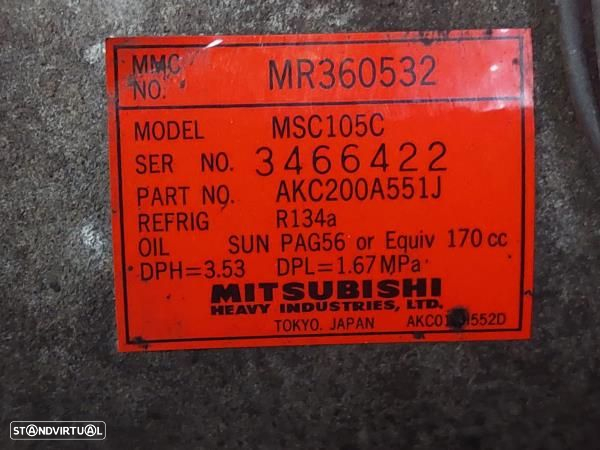 MMC
NO. MR360532
MODEL MSC105C
SER NO. 3466422
PART NO. AKC200A551J
REFRIG R134a
OIL SUN PAG56 or Equiv 170 cc
DPH=3.53 DPL=1.67MPa
MITSUBISHI
HEAVY INDUSTRIES, LTD.
TOKYO. JAPAN
STANDVIRTUAL